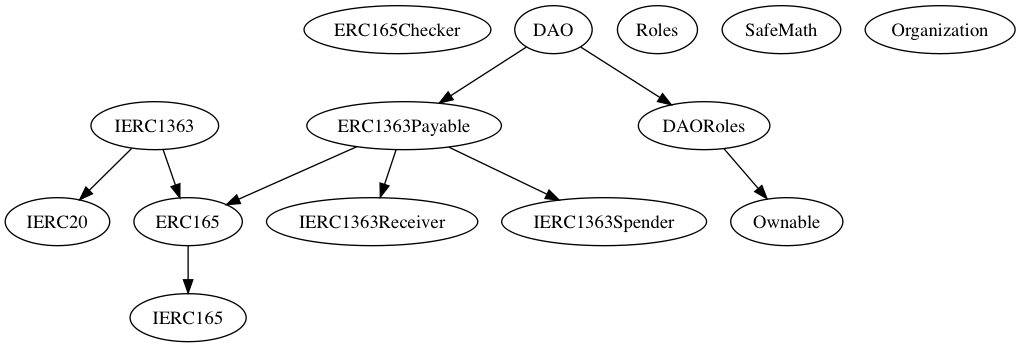 ERC165Checker
DAO
Roles
SafeMath
Organization
IERC1363
ERC1363Payable
DAORoles
IERC20
ERC165
IERC1363Receiver
IERC1363Spender
Ownable
IERC165